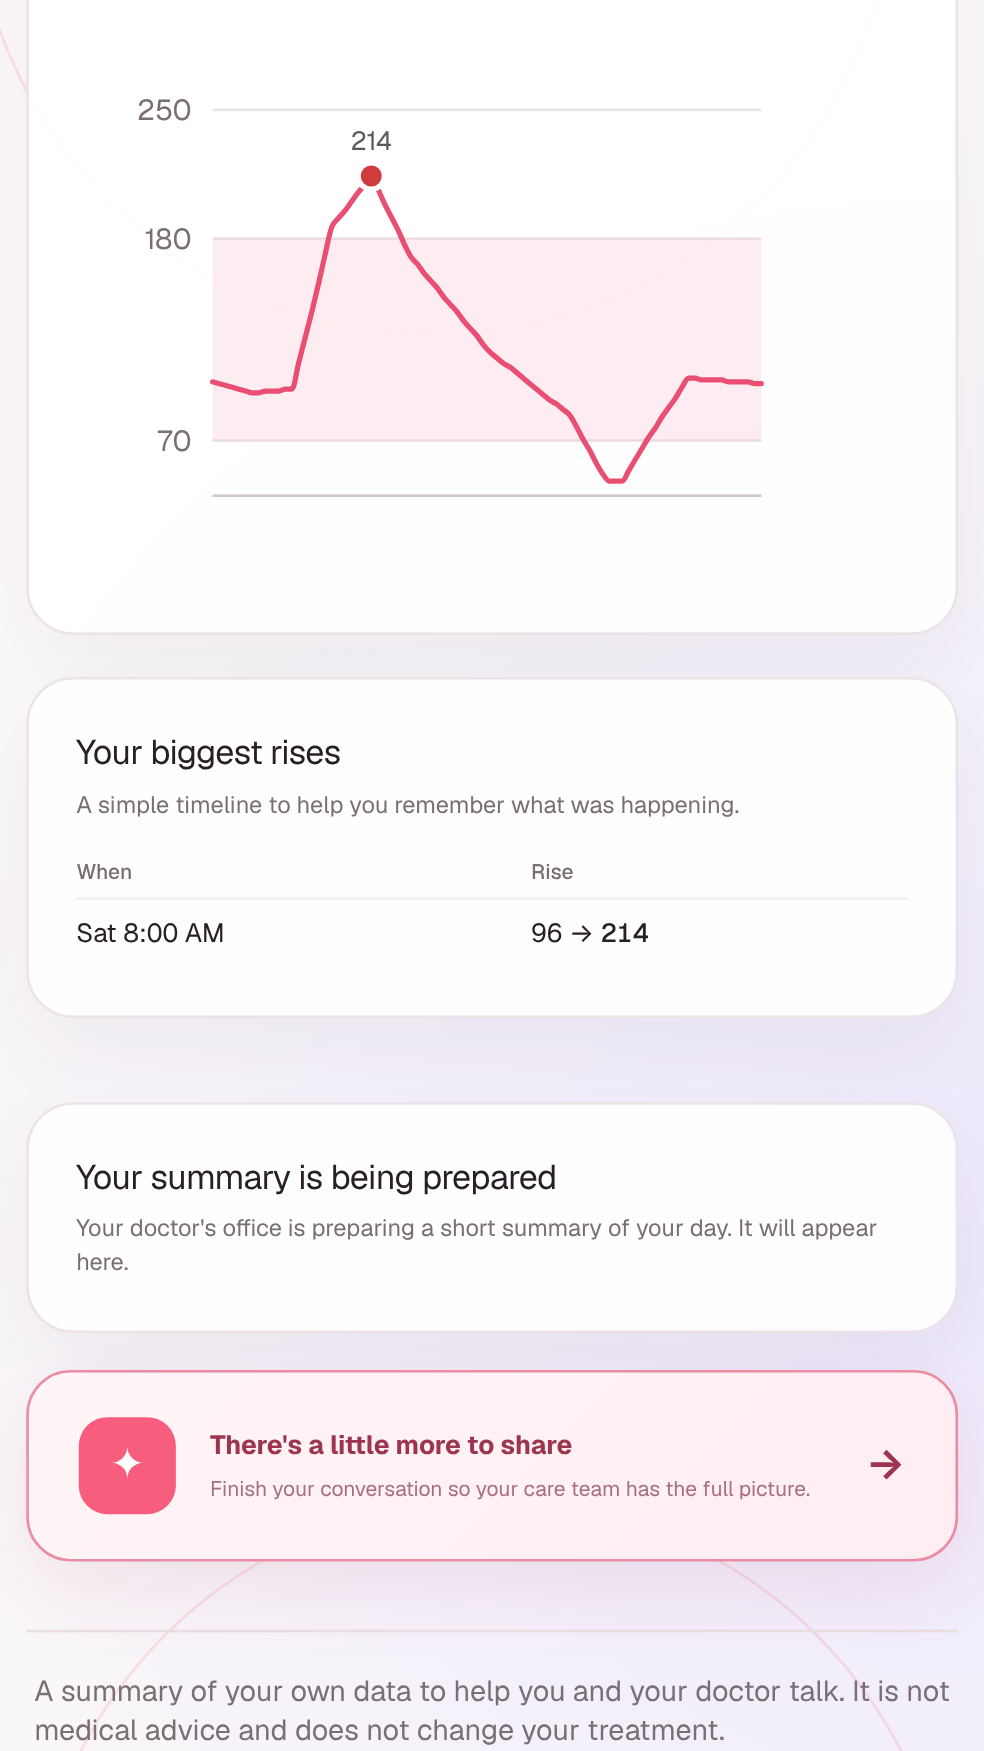 250
214
180
70
Your biggest rises
A simple timeline to help you remember what was happening.
When Rise
Sat 8:00 AM 96 → 214
Your summary is being prepared
Your doctor's office is preparing a short summary of your day. It will appear
here.
There's a little more to share
Finish your conversation so your care team has the full picture.
A summary of your own data to help you and your doctor talk. It is not
medical advice and does not change your treatment.